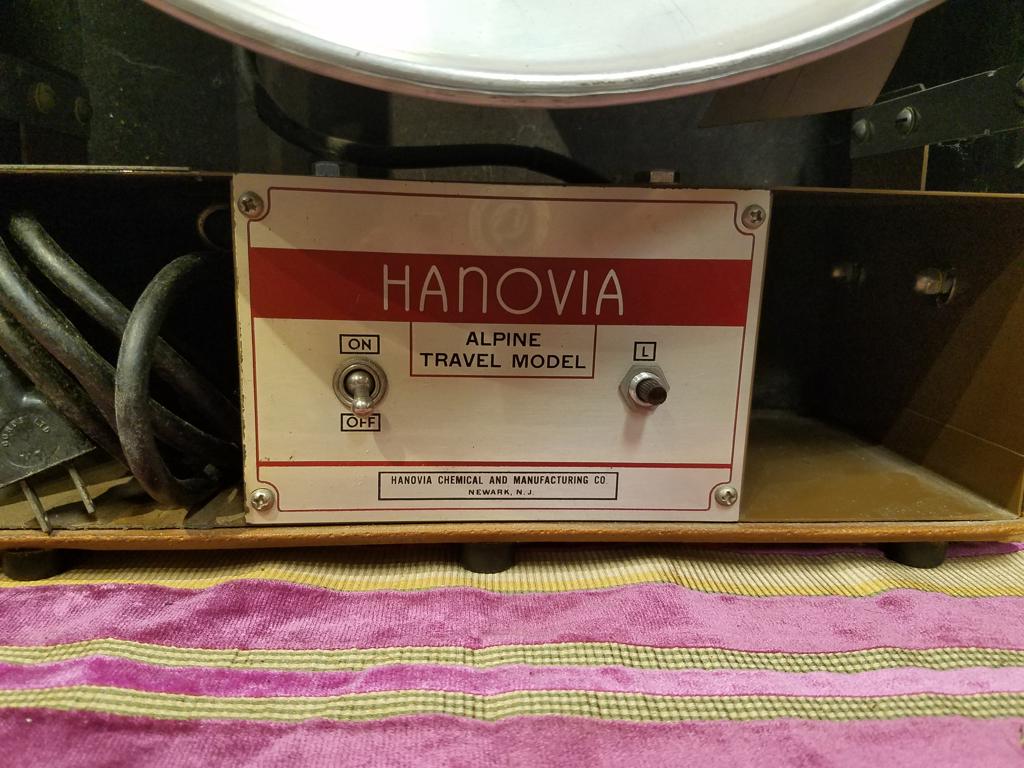 HANOVIA
ALPINE
TRAVEL MODEL
ON
OFF
L
HANOVIA CHEMICAL AND MANUFACTURING CO.
NEWARK, N. J.